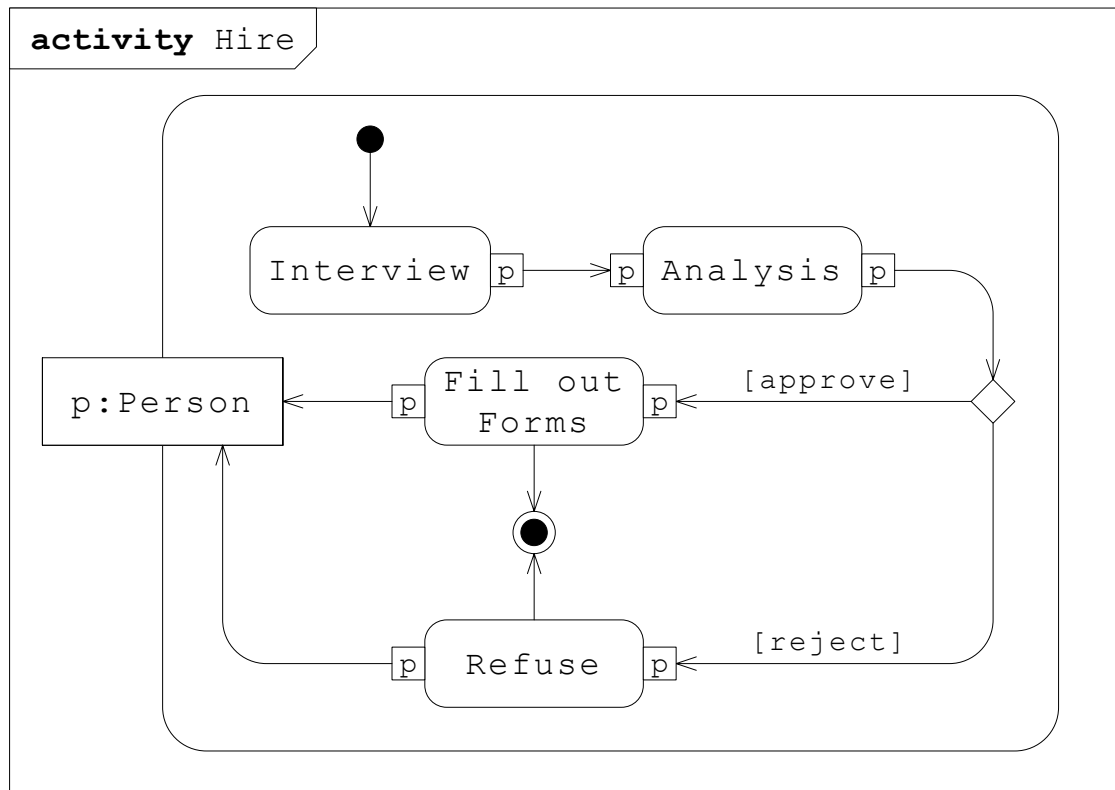 activity Hire
Interview
p
p
Analysis
p
p:Person
p
Fill out
Forms
p
[approve]
p
Refuse
p
[reject]